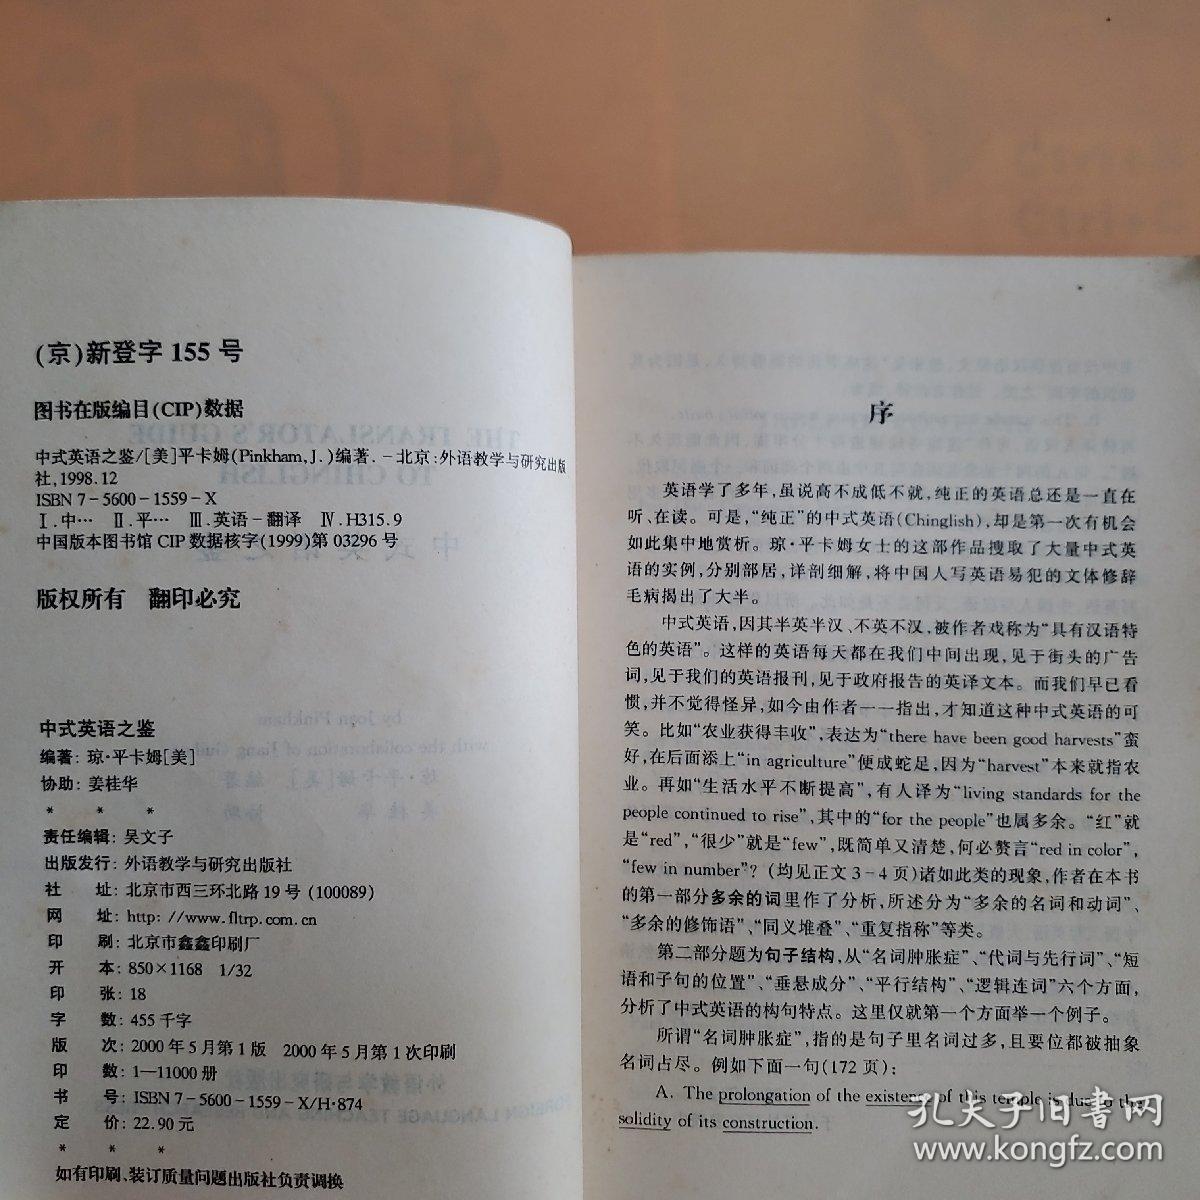 (京)新登字 155 号
图书在版编目(CIP)数据
中式英语之鉴/[美]平卡姆(Pinkham,J.)编著. -北京:外语教学与研究出版
社,1998.12
ISBN 7-5600-1559-X
Ⅰ.中… Ⅱ.平… Ⅲ.英语-翻译 Ⅳ.H315.9
中国版本图书馆 CIP 数据核字(1999)第 03296 号
版权所有 翻印必究
中式英语之鉴
编著: 琼·平卡姆[美]
协助: 姜桂华
* * *
责任编辑: 吴文子
出版发行: 外语教学与研究出版社
社 址: 北京市西三环北路 19 号 (100089)
网 址: http: //www.fltrp.com.cn
印 刷: 北京市鑫鑫印刷厂
开 本: 850×1168 1/32
印 张: 18
字 数: 455 千字
版 次: 2000 年 5 月第 1 版 2000 年 5 月第 1 次印刷
印 数: 1—11000 册
书 号: ISBN 7-5600-1559-X/H·874
定 价: 22.90 元
* * *
如有印刷、装订质量问题出版社负责调换
序
英语学了多年,虽说高不成低不就,纯正的英语总还是一直在
听、在读。可是,“纯正”的中式英语(Chinglish),却是第一次有机会
如此集中地赏析。琼·平卡姆女士的这部作品搜取了大量中式英
语的实例,分别部居,详剖细解,将中国人写英语易犯的文体修辞
毛病揭出了大半。
中式英语,因其半英半汉、不英不汉,被作者戏称为“具有汉语特
色的英语”。这样的英语每天都在我们中间出现,见于街头的广告
词,见于我们的英语报刊,见于政府报告的英译文本。而我们早已看
惯,并不觉得怪异,如今由作者一一指出,才知道这种中式英语的可
笑。比如“农业获得丰收”,表达为“there have been good harvests”蛮
好,在后面添上“in agriculture”便成蛇足,因为“harvest”本来就指农
业。再如“生活水平不断提高”,有人译为“living standards for the
people continued to rise”,其中的“for the people”也属多余。“红”就
是“red”,“很少”就是“few”,既简单又清楚,何必赘言“red in color”,
“few in number”? (均见正文 3-4 页)诸如此类的现象,作者在本书
的第一部分多余的词里作了分析,所述分为“多余的名词和动词”、
“多余的修饰语”、“同义堆叠”、“重复指称”等类。
第二部分题为句子结构,从“名词肿胀症”、“代词与先行词”、“短
语和子句的位置”、“垂悬成分”、“平行结构”、“逻辑连词”六个方面,
分析了中式英语的构句特点。这里仅就第一个方面举一个例子。
所谓“名词肿胀症”,指的是句子里名词过多,且要位都被抽象
名词占尽。例如下面一句(172 页):
A. The prolongation of the existence of this temple is due to the
solidity of its construction.
孔夫子旧书网
www.kongfz.com